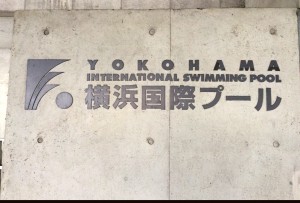 YOKOHAMA
INTERNATIONAL SWIMMING POOL
横浜国際プール